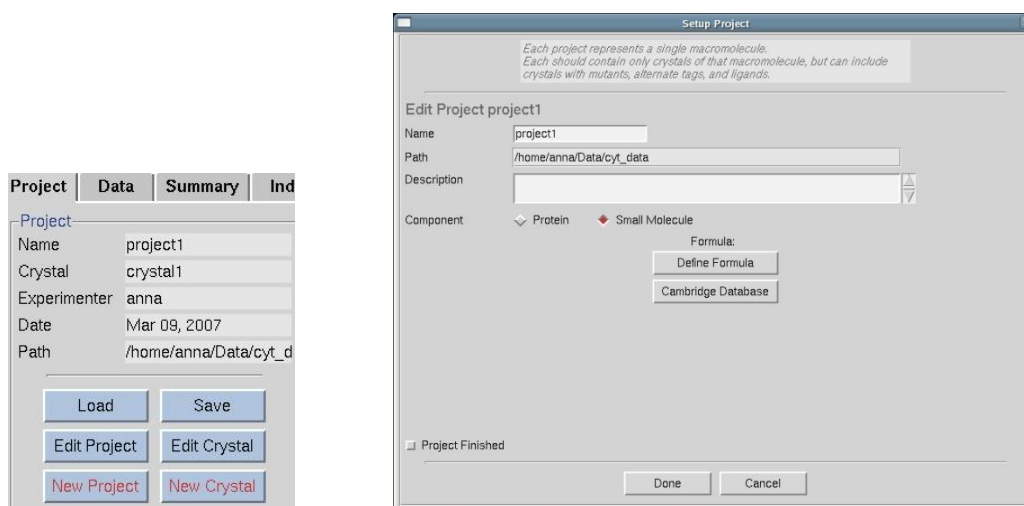 Project Data Summary Ind
Project
Name project1
Crystal crystal1
Experimenter anna
Date Mar 09, 2007
Path /home/anna/Data/cyt_d
Load Save
Edit Project Edit Crystal
New Project New Crystal
Setup Project
Each project represents a single macromolecule.
Each should contain only crystals of that macromolecule, but can include
crystals with mutants, alternate tags, and ligands.
Edit Project project1
Name project1
Path /home/anna/Data/cyt_data
Description
Component Protein Small Molecule
Formula:
Define Formula
Cambridge Database
Project Finished
Done Cancel